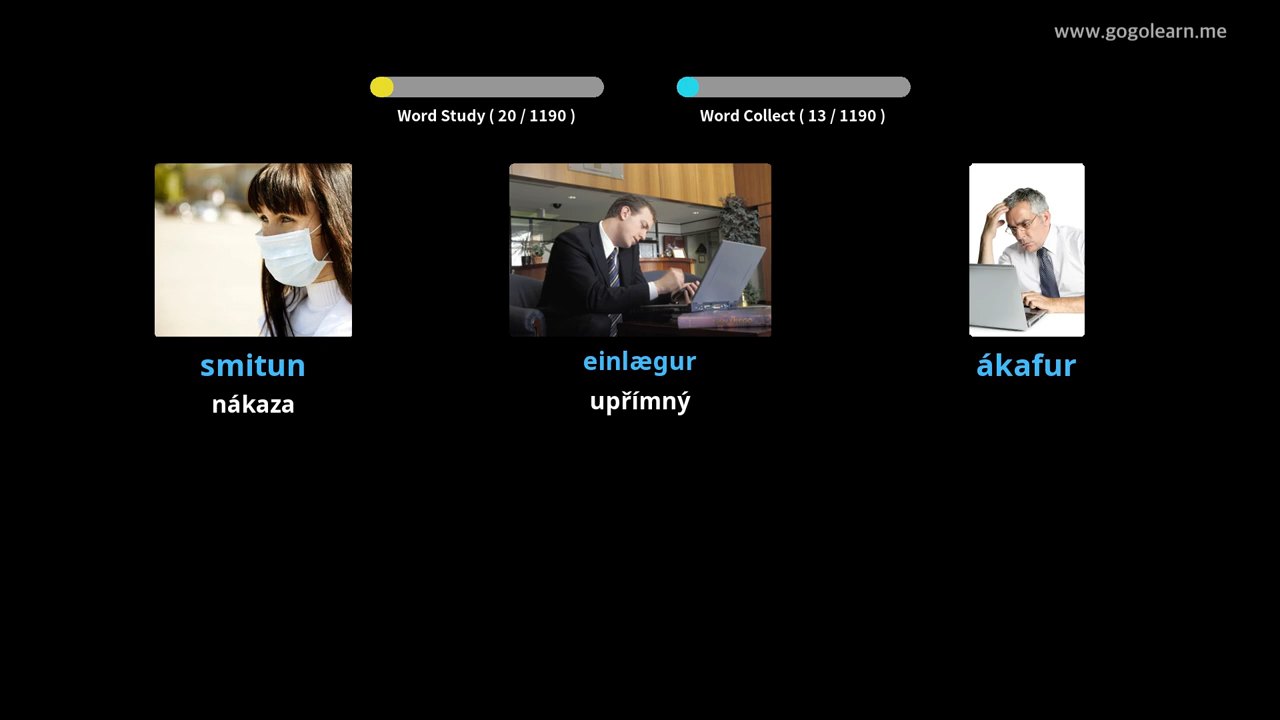 www.gogolearn.me
Word Study ( 20 / 1190 )
Word Collect ( 13 / 1190 )
smitun
nákaza
einlægur
upřímný
ákafur